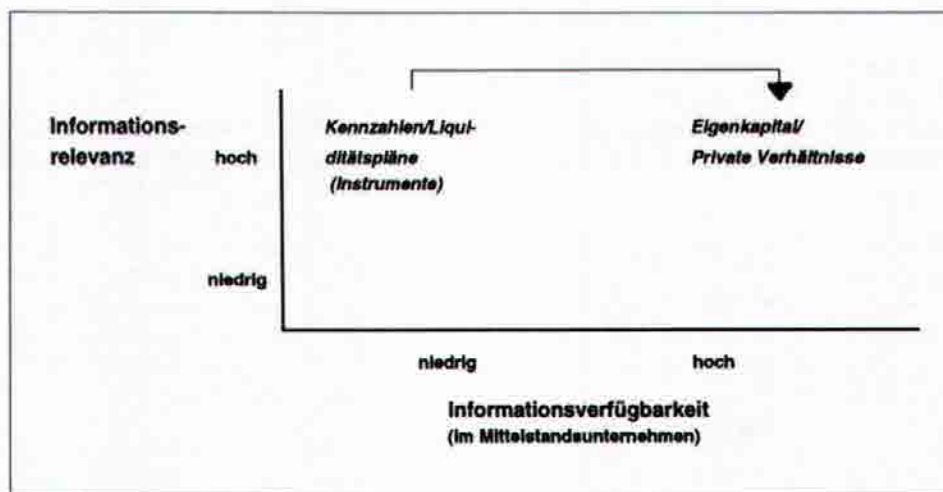 Informations-
relevanz
hoch
niedrig
Kennzahlen/Liqui-
ditätspläne
(Instrumente)
Eigenkapital/
Private Verhältnisse
niedrig
hoch
Informationsverfügbarkeit
(im Mittelstandsunternehmen)